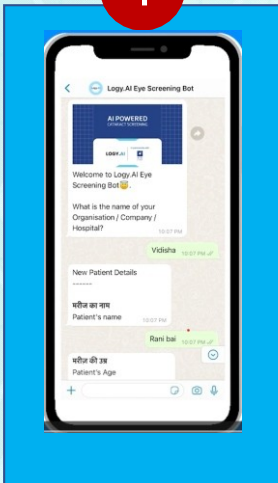 Logy.AI Eye Screening Bot
AI POWERED
CATARACT SCREENING
LOGY.AI
Welcome to Logy.AI Eye
Screening Bot😇.
What is the name of your
Organisation / Company /
Hospital?
10:07 PM
Vidisha
10:07 PM
New Patient Details
------
मरीज का नाम
Patient's name
10:07 PM
Rani bai
10:07 PM
मरीज की उम्र
Patient's Age